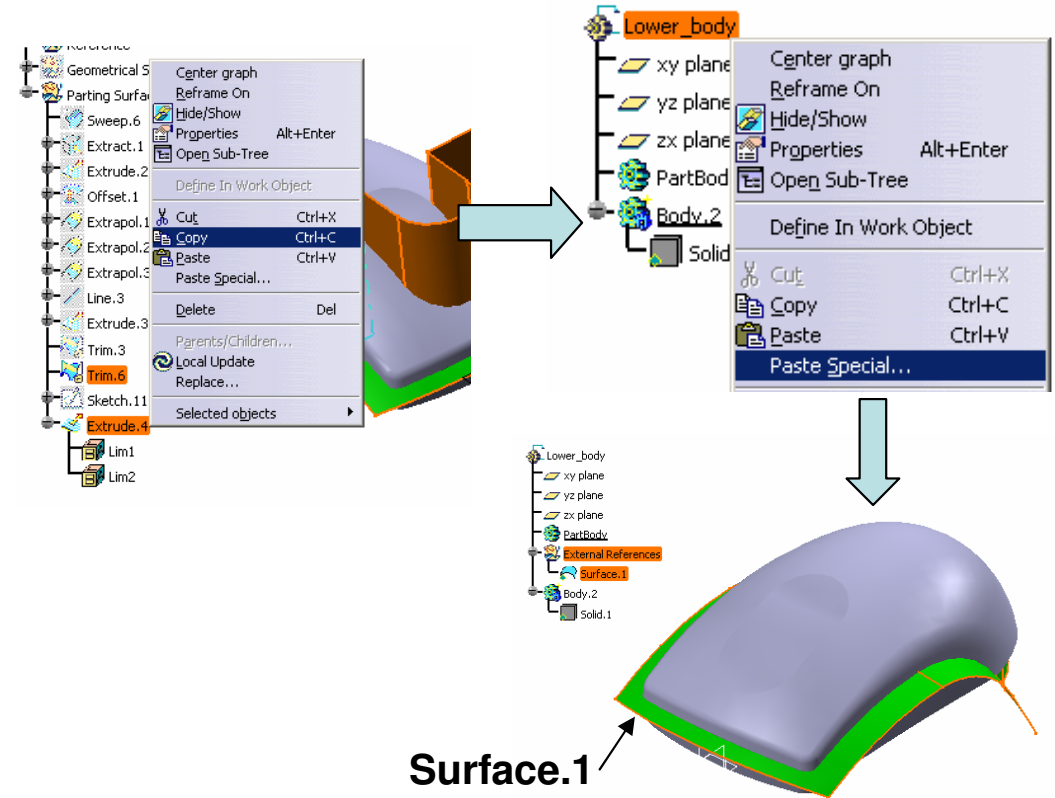 Reference
Geometrical S
Parting Surfa
Sweep.6
Extract.1
Extrude.2
Offset.1
Extrapol.1
Extrapol.2
Extrapol.3
Line.3
Extrude.3
Trim.3
Trim.6
Sketch.11
Extrude.4
Lim1
Lim2
Center graph
Reframe On
Hide/Show
Properties Alt+Enter
Open Sub-Tree
Define In Work Object
Cut Ctrl+X
Copy Ctrl+C
Paste Ctrl+V
Paste Special...
Delete Del
Parents/Children...
Local Update
Replace...
Selected objects
Lower_body
xy plane
yz plane
zx plane
PartBod
Body.2
Solid
Center graph
Reframe On
Hide/Show
Properties Alt+Enter
Open Sub-Tree
Define In Work Object
Cut Ctrl+X
Copy Ctrl+C
Paste Ctrl+V
Paste Special...
Lower_body
xy plane
yz plane
zx plane
PartBody
External References
Surface.1
Body.2
Solid.1
Surface.1